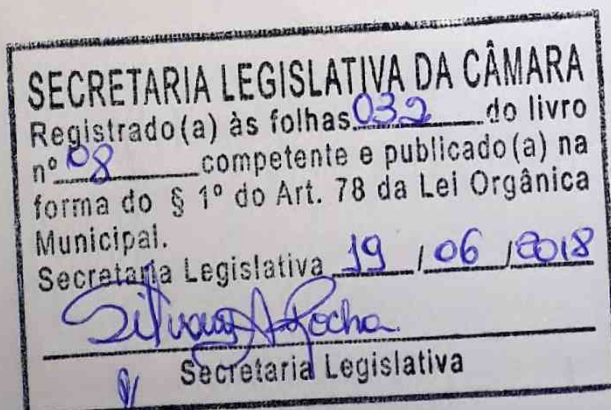 SECRETARIA LEGISLATIVA DA CÂMARA
Registrado(a) às folhas 032 do livro
nº 08 competente e publicado(a) na
forma do § 1º do Art. 78 da Lei Orgânica
Municipal.
Secretaria Legislativa 19 / 06 / 2018
Rocha
Secretaria Legislativa